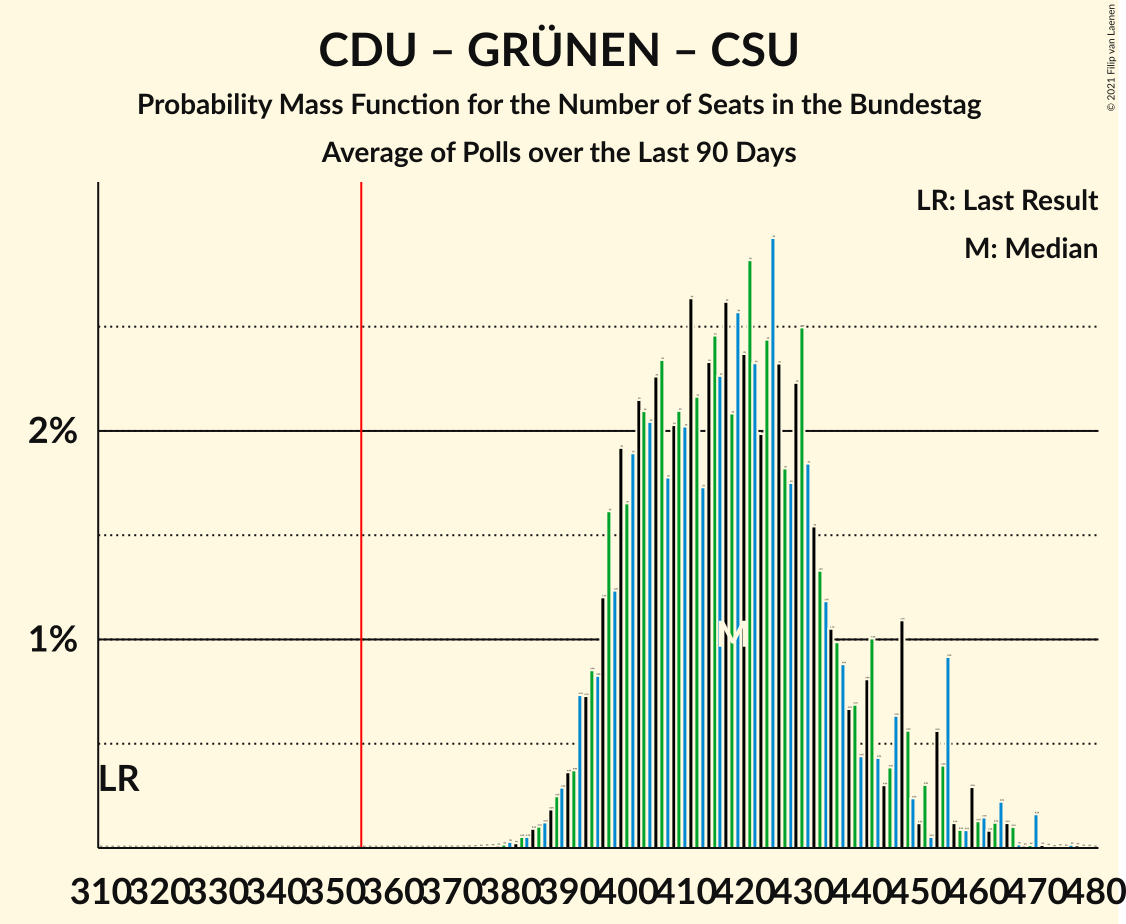 CDU – GRÜNEN – CSU
Probability Mass Function for the Number of Seats in the Bundestag
Average of Polls over the Last 90 Days
© 2021 Filip van Laenen
LR: Last Result
M: Median
2%
1%
M
LR
310 320 330 340 350 360 370 380 390 400 410 420 430 440 450 460 470 480